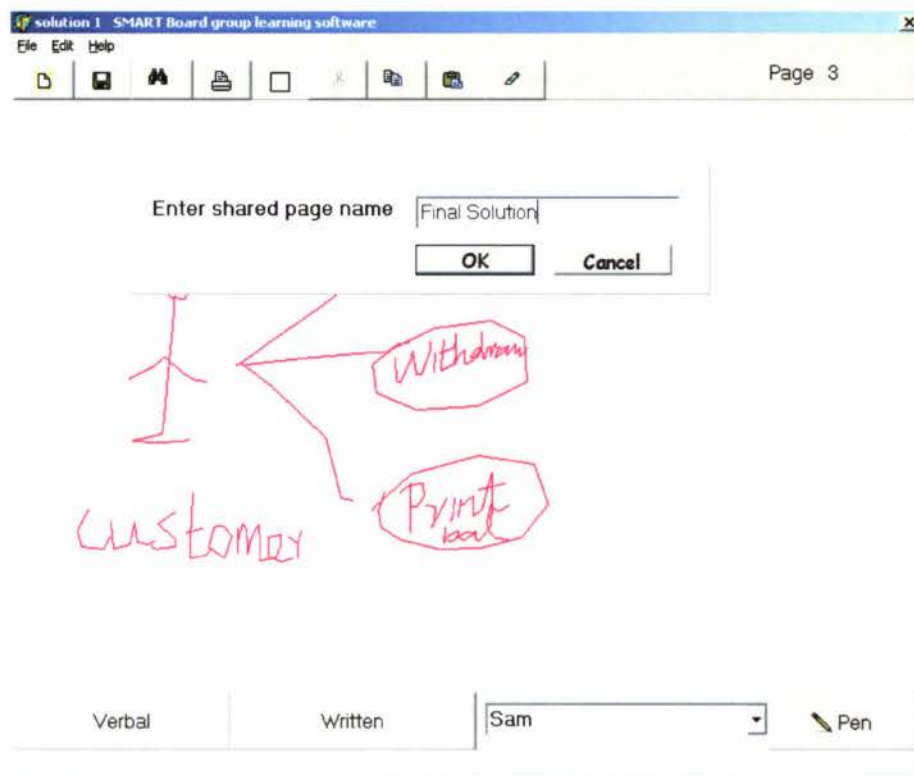 solution 1 SMART Board group learning software
File Edit Help
Page 3
Enter shared page name Final Solution
OK Cancel
Withdraw
Print
bal
customer
Verbal Written Sam Pen